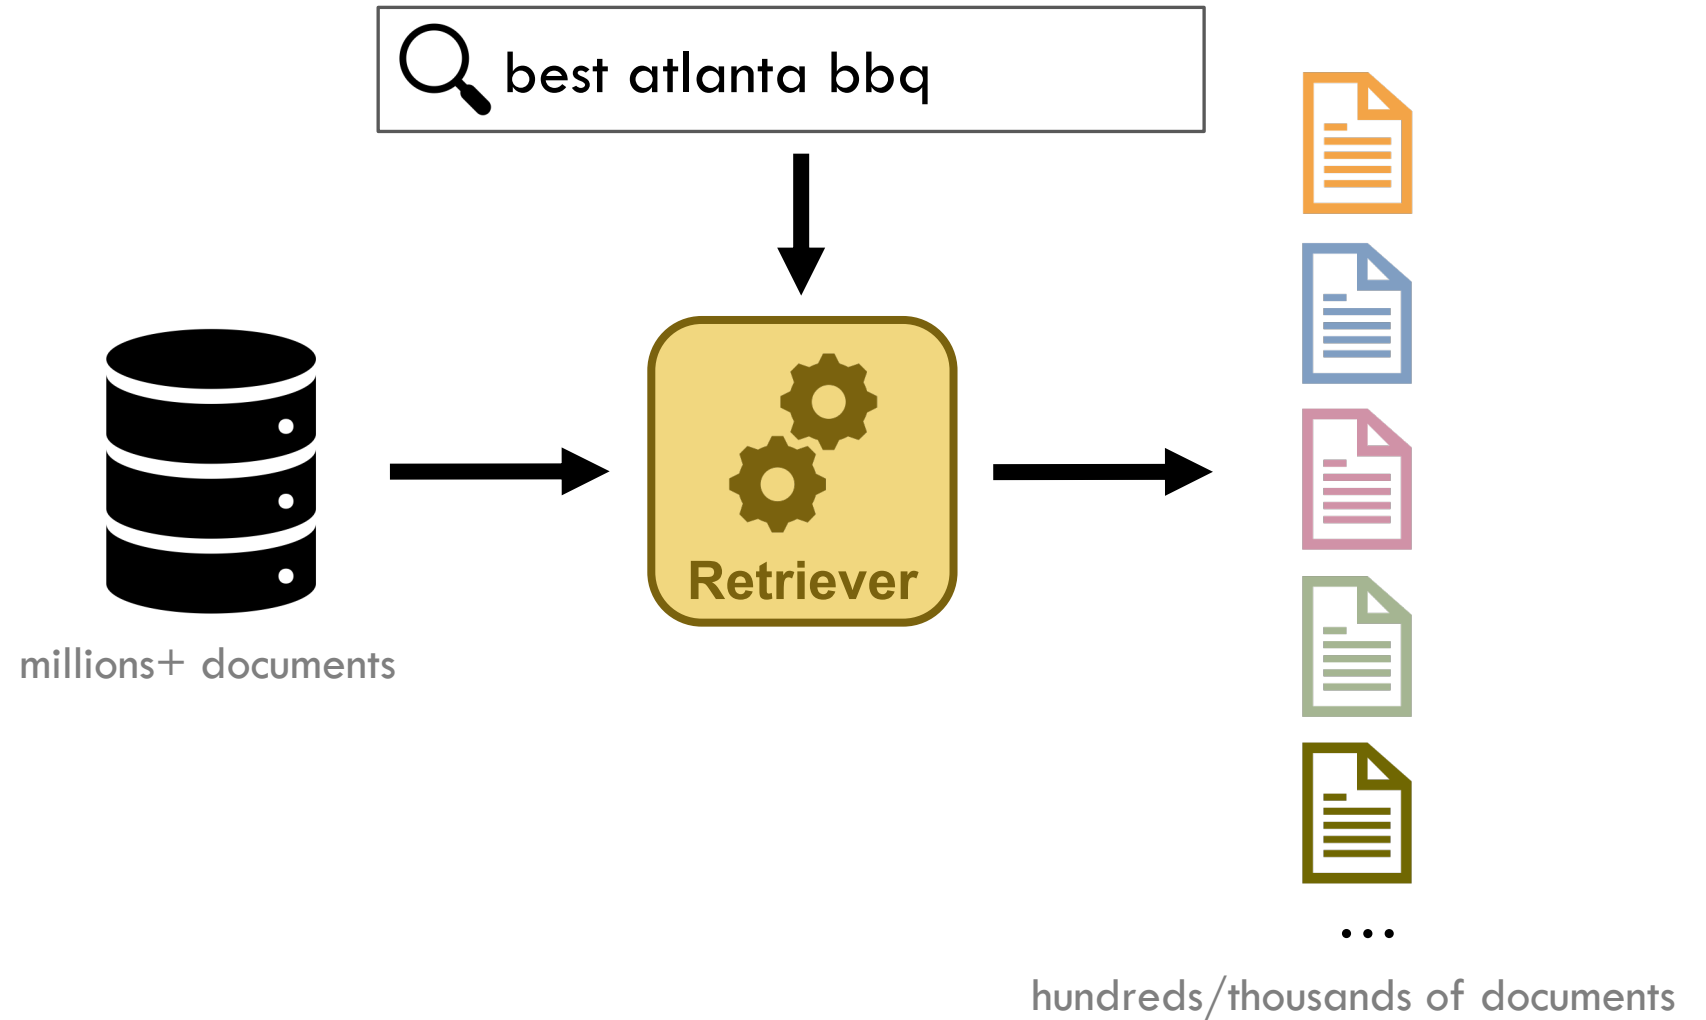 best atlanta bbq
Retriever
millions+ documents
...
hundreds/thousands of documents